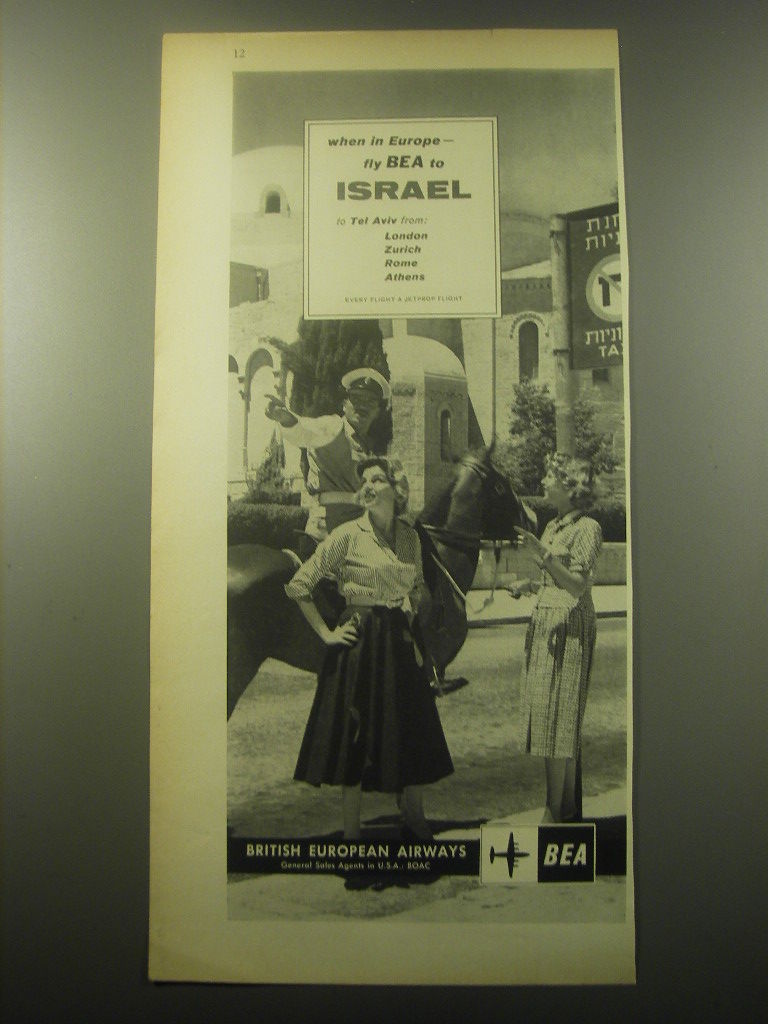 12
when in Europe—
fly BEA to
ISRAEL
to Tel Aviv from:
London
Zurich
Rome
Athens
EVERY FLIGHT A JETPROP FLIGHT
TA
BRITISH EUROPEAN AIRWAYS
General Sales Agents in U.S.A.: BOAC
BEA